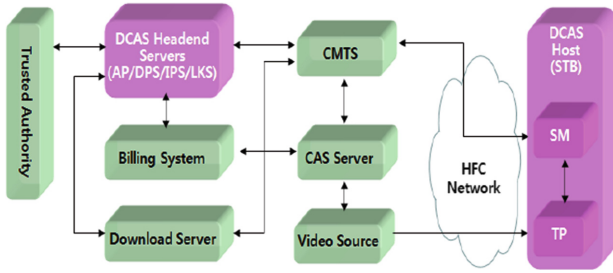 Trusted Authority
DCAS Headend
Servers
(AP/DPS/IPS/LKS)
CMTS
DCAS
Host
(STB)
SM
Billing System
CAS Server
HFC
Network
Download Server
Video Source
TP